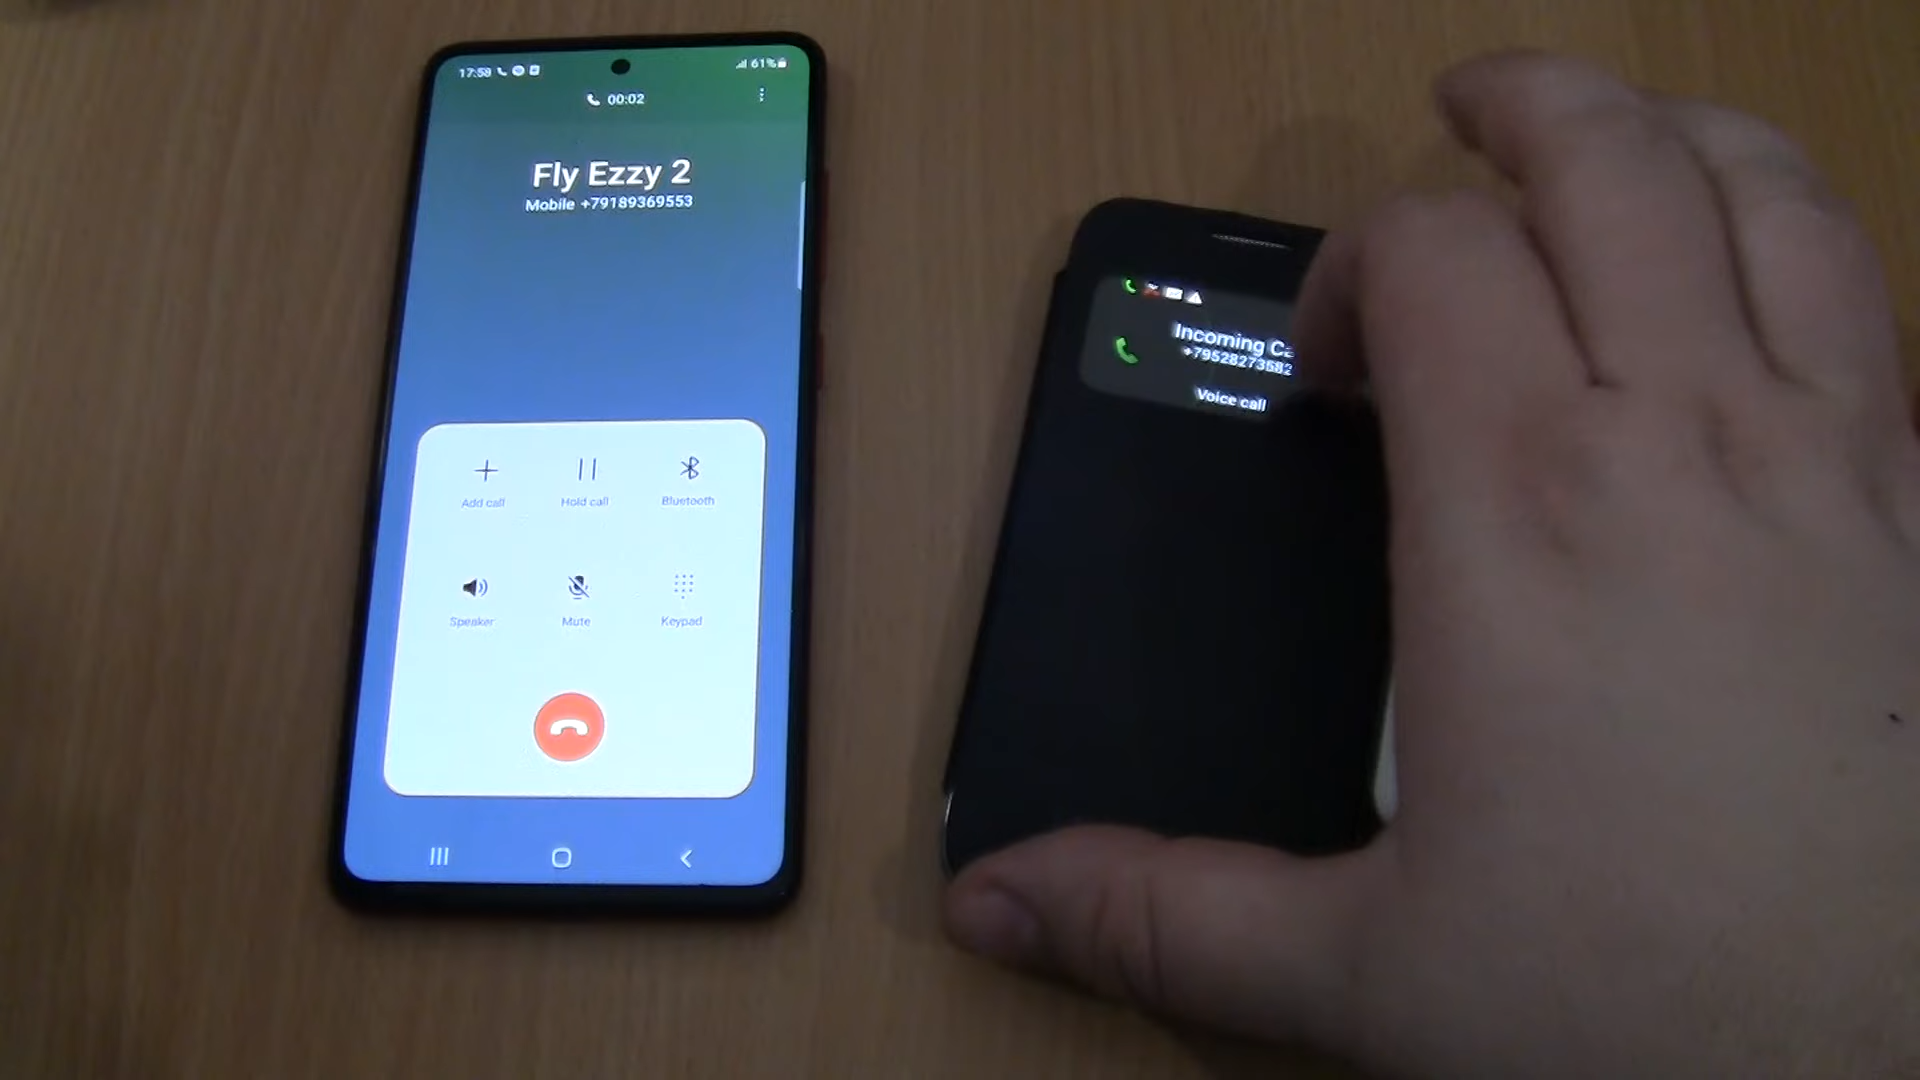 17:58
61%
00:02
Fly Ezzy 2
Mobile +79189369553
Add call
Hold call
Bluetooth
Speaker
Mute
Keypad
Incoming Ca
+79528273582
Voice call